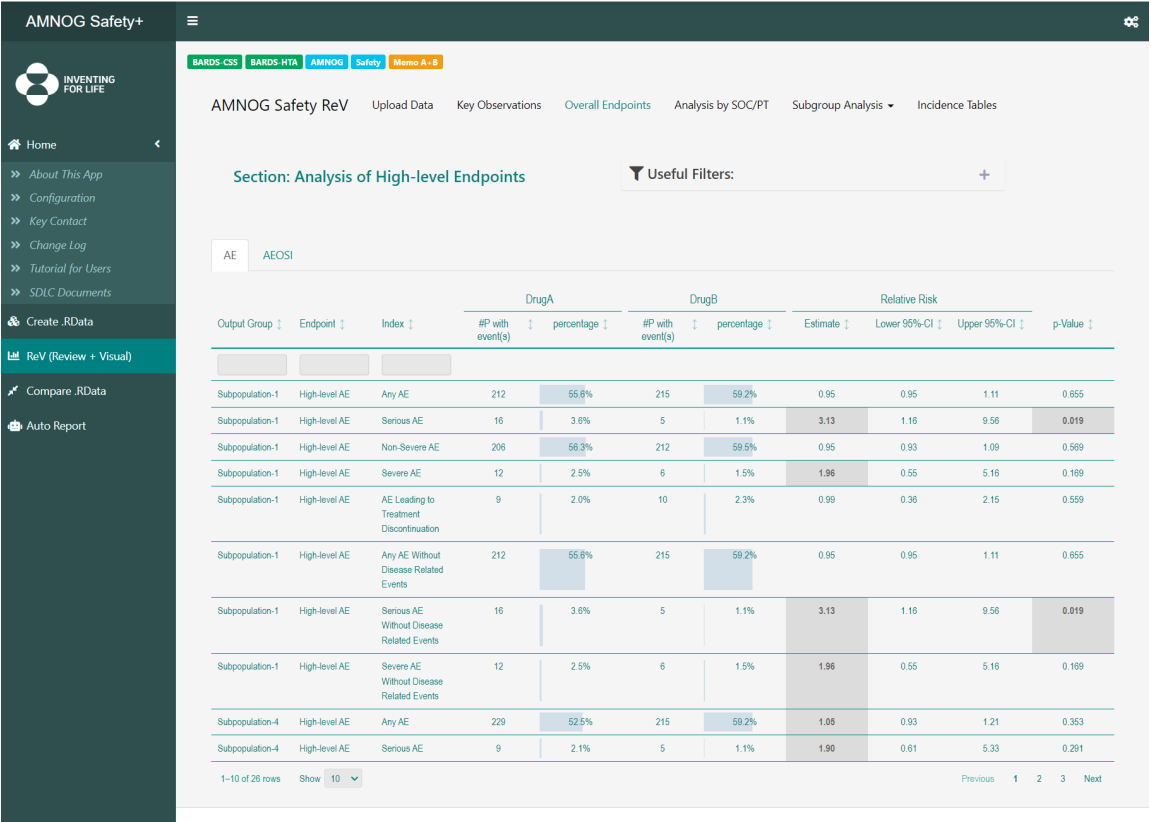 AMNOG Safety+
INVENTING
FOR LIFE
Home
About This App
Configuration
Key Contact
Change Log
Tutorial for Users
SDLC Documents
Create .RData
ReV (Review + Visual)
Compare .RData
Auto Report
BARDS-CSS BARDS-HTA AMNOG Safety Memo A+B
AMNOG Safety ReV Upload Data Key Observations Overall Endpoints Analysis by SOC/PT Subgroup Analysis Incidence Tables
Section: Analysis of High-level Endpoints
Useful Filters:
AE AEOSI
DrugA DrugB Relative Risk
Output Group Endpoint Index #P with percentage #P with percentage Estimate Lower 95%-CI Upper 95%-CI p-Value
event(s) event(s)
Subpopulation-1 High-level AE Any AE 212 55.6% 215 59.2% 0.95 0.95 1.11 0.655
Subpopulation-1 High-level AE Serious AE 16 3.6% 5 1.1% 3.13 1.16 9.56 0.019
Subpopulation-1 High-level AE Non-Severe AE 206 56.3% 212 59.5% 0.95 0.93 1.09 0.569
Subpopulation-1 High-level AE Severe AE 12 2.5% 6 1.5% 1.96 0.55 5.16 0.169
Subpopulation-1 High-level AE AE Leading to 9 2.0% 10 2.3% 0.99 0.36 2.15 0.559
Treatment
Discontinuation
Subpopulation-1 High-level AE Any AE Without 212 55.6% 215 59.2% 0.95 0.95 1.11 0.655
Disease Related
Events
Subpopulation-1 High-level AE Serious AE 16 3.6% 5 1.1% 3.13 1.16 9.56 0.019
Without Disease
Related Events
Subpopulation-1 High-level AE Severe AE 12 2.5% 6 1.5% 1.96 0.55 5.16 0.169
Without Disease
Related Events
Subpopulation-4 High-level AE Any AE 229 52.5% 215 59.2% 1.05 0.93 1.21 0.353
Subpopulation-4 High-level AE Serious AE 9 2.1% 5 1.1% 1.90 0.61 5.33 0.291
1–10 of 26 rows Show 10 Previous 1 2 3 Next